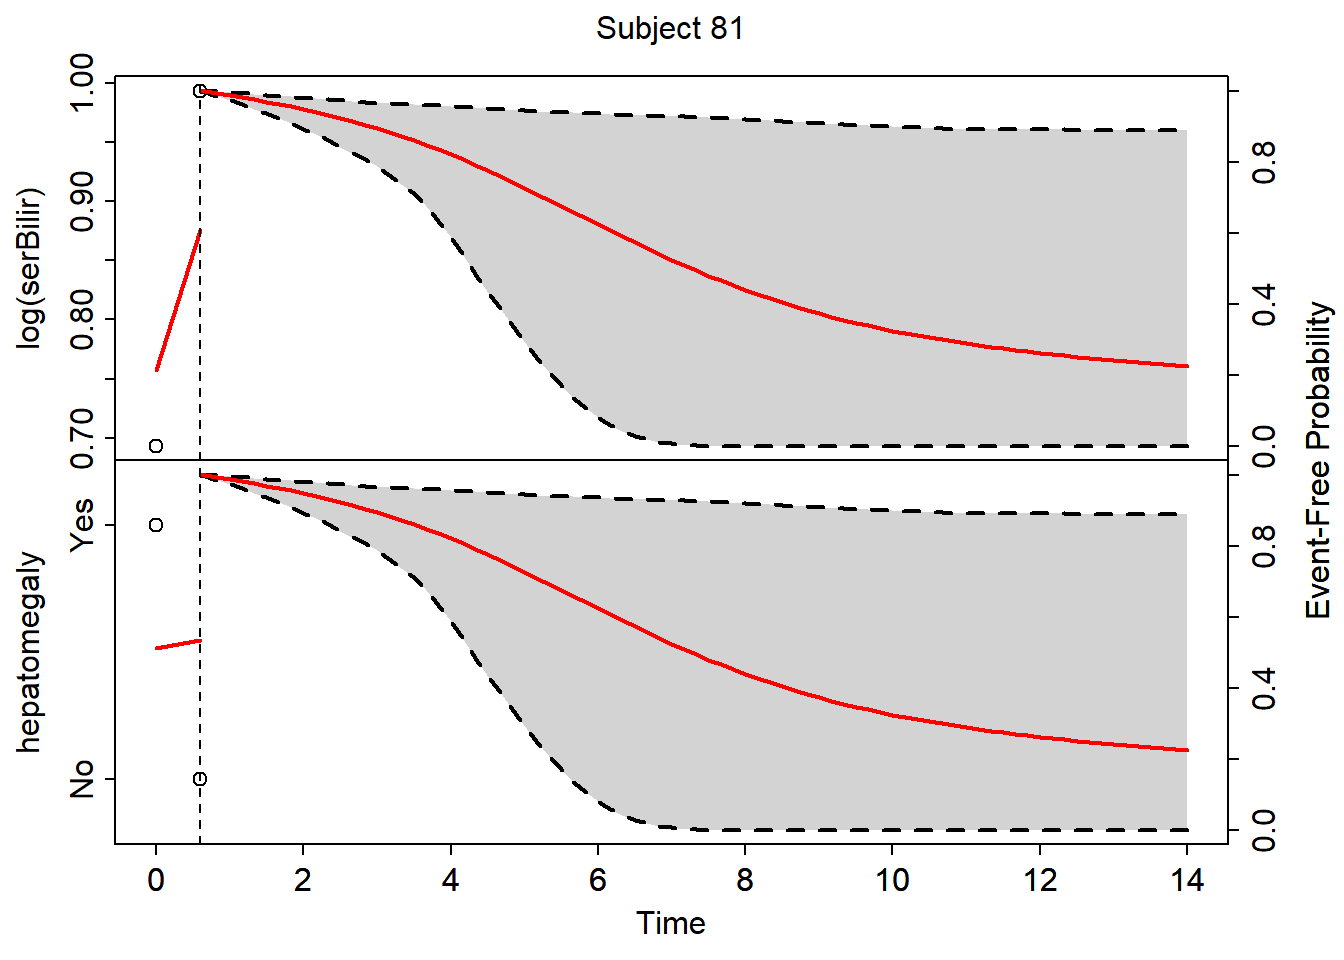 Subject 81
log(serBilir)
1.00
0.90
0.80
0.70
0.8
0.4
0.0
hepatomegaly
Yes
No
0.8
0.4
0.0
Event-Free Probability
0 2 4 6 8 10 12 14
Time